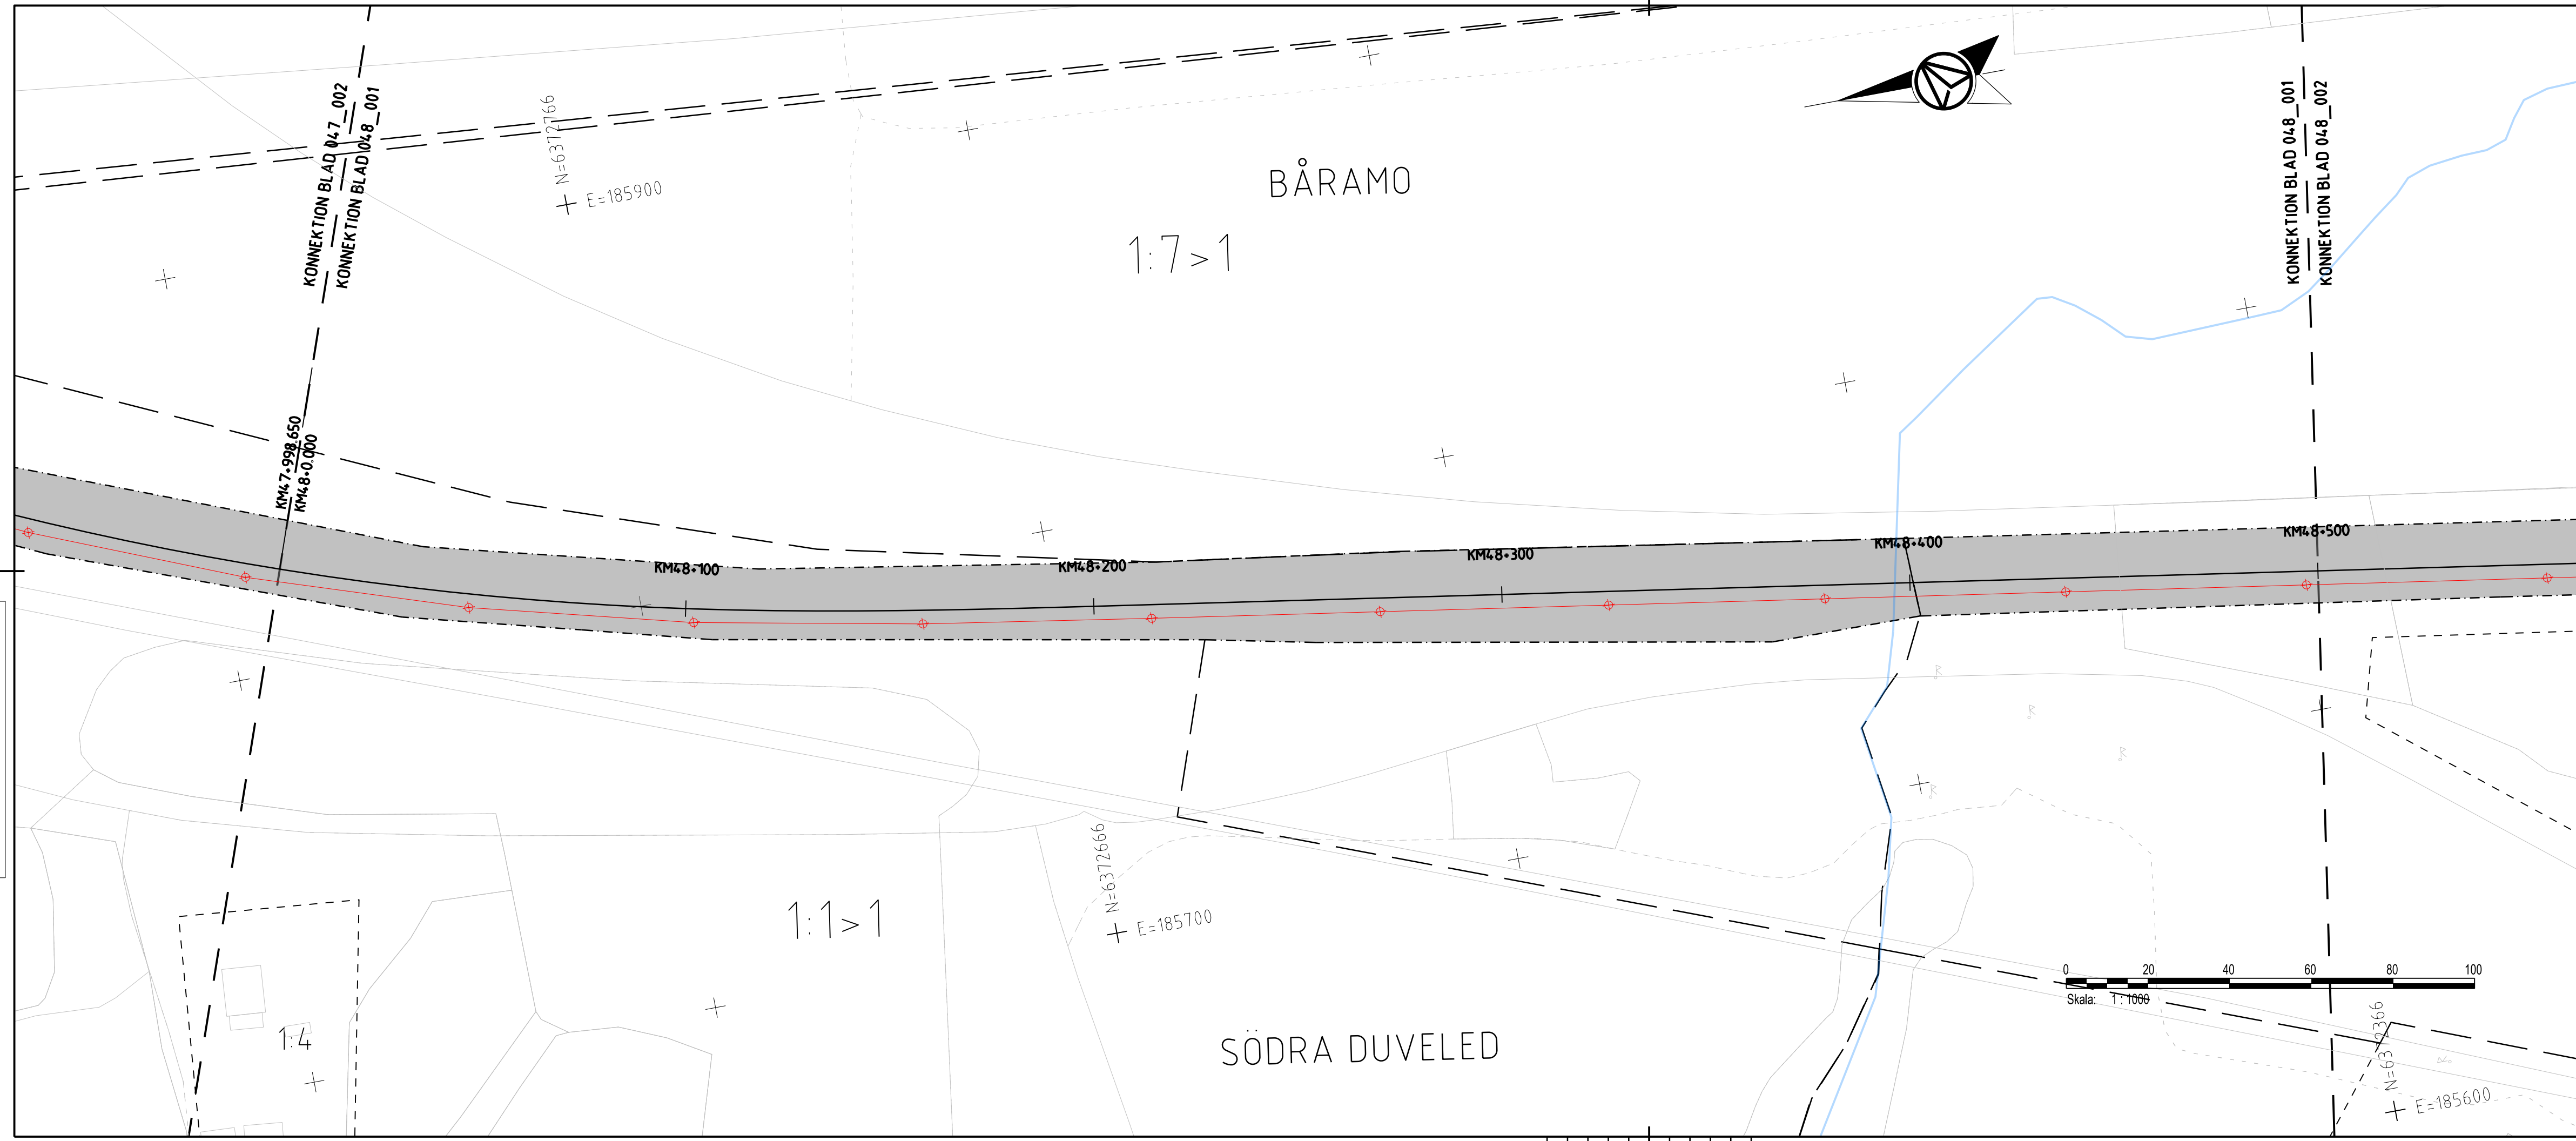 KONNEKTION BLAD 047_002
KONNEKTION BLAD 048_001
N=6372766
E=185900
BÅRAMO
1:7>1
KONNEKTION BLAD 048_001
KONNEKTION BLAD 048_002
KM47+998.650
KM48+0.000
KM48+100
KM48+200
KM48+300
KM48+400
KM48+500
N=6372666
E=185700
1:1>1
1:4
SÖDRA DUVELED
0 20 40 60 80 100
Skala: 1 : 1000
N=6372366
E=185600